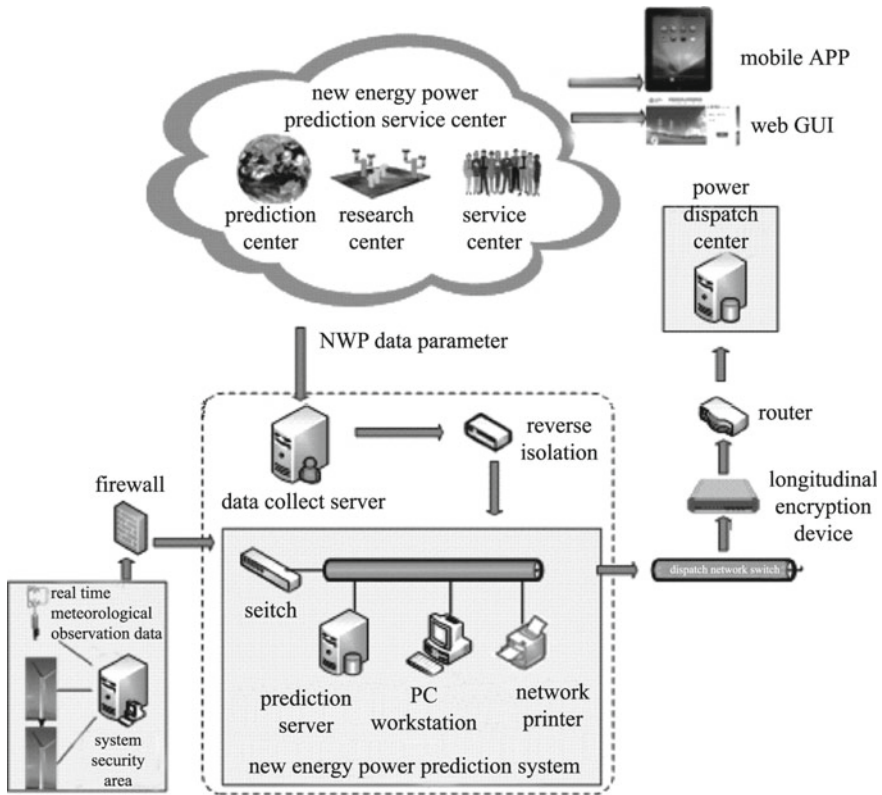 new energy power
prediction service center
prediction
center
research
center
service
center
mobile APP
web GUI
power
dispatch
center
NWP data parameter
data collect server
reverse
isolation
router
longitudinal
encryption
device
dispatch network switch
firewall
real time
meteorological
observation data
system
security
area
seitch
prediction
server
PC
workstation
network
printer
new energy power prediction system